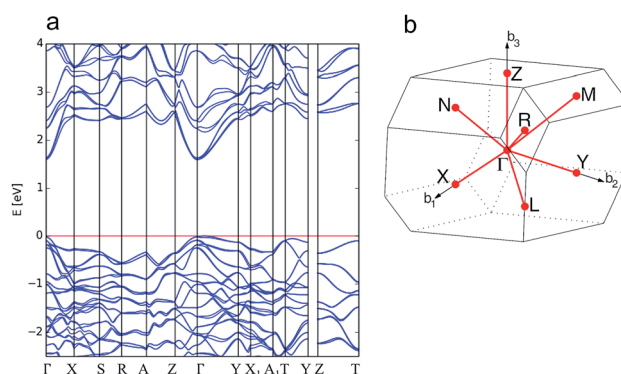 a
E [eV]
4
3
2
1
0
−1
−2
Γ X S R A Z Γ Y X₁ A₁ T Y Z T
b
b₃
Z
N
M
R
Γ
X
Y
b₁
b₂
L